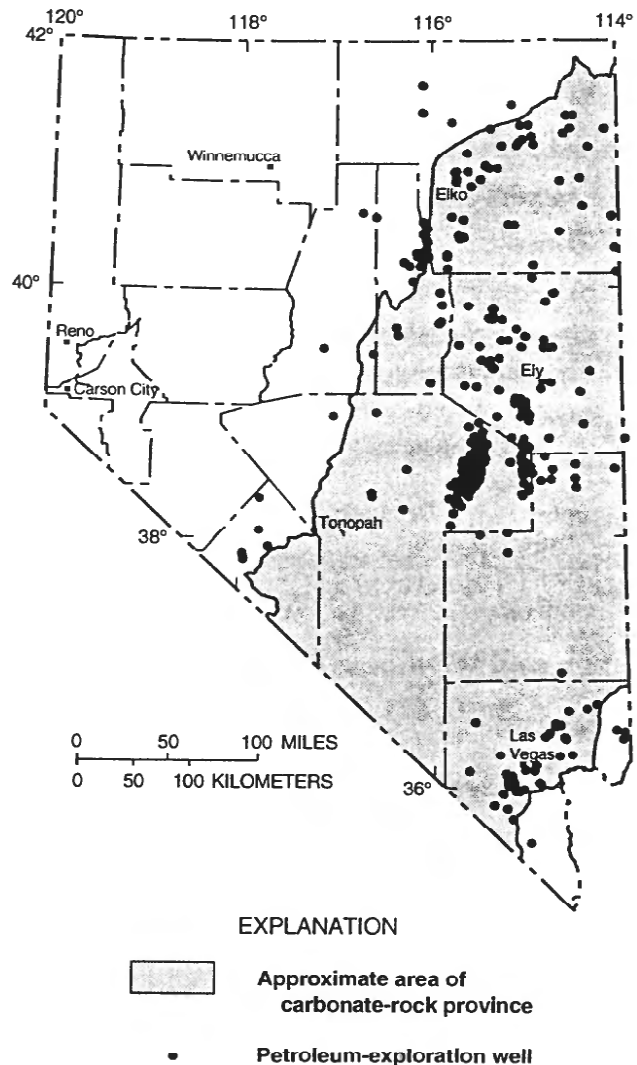 120° 118° 116° 114°
42°
Winnemucca
Elko
40°
Reno
Carson City
Ely
38°
Tonopah
0 50 100 MILES
0 50 100 KILOMETERS
Las
Vegas
36°
EXPLANATION
Approximate area of
carbonate-rock province
Petroleum-exploration well